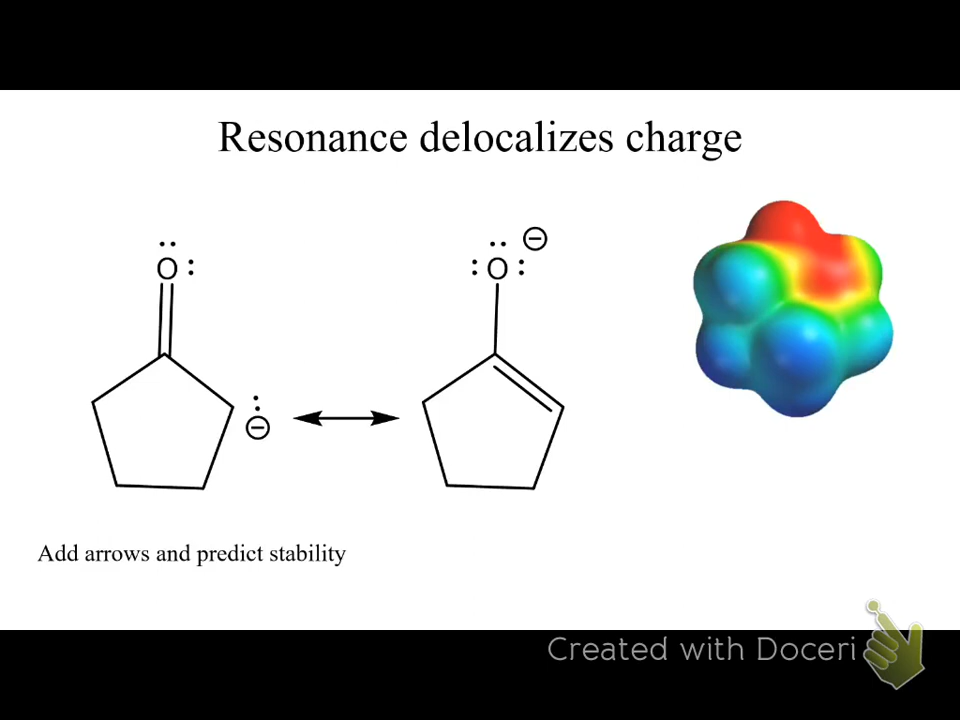 Resonance delocalizes charge
O
O
Add arrows and predict stability
Created with Doceri